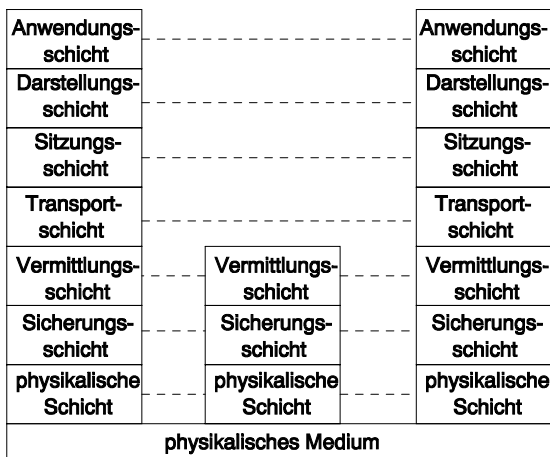 Anwendungs-
schicht
Darstellungs-
schicht
Sitzungs-
schicht
Transport-
schicht
Vermittlungs-
schicht
Sicherungs-
schicht
physikalische
Schicht
Vermittlungs-
schicht
Sicherungs-
schicht
physikalische
Schicht
Anwendungs-
schicht
Darstellungs-
schicht
Sitzungs-
schicht
Transport-
schicht
Vermittlungs-
schicht
Sicherungs-
schicht
physikalische
Schicht
physikalisches Medium